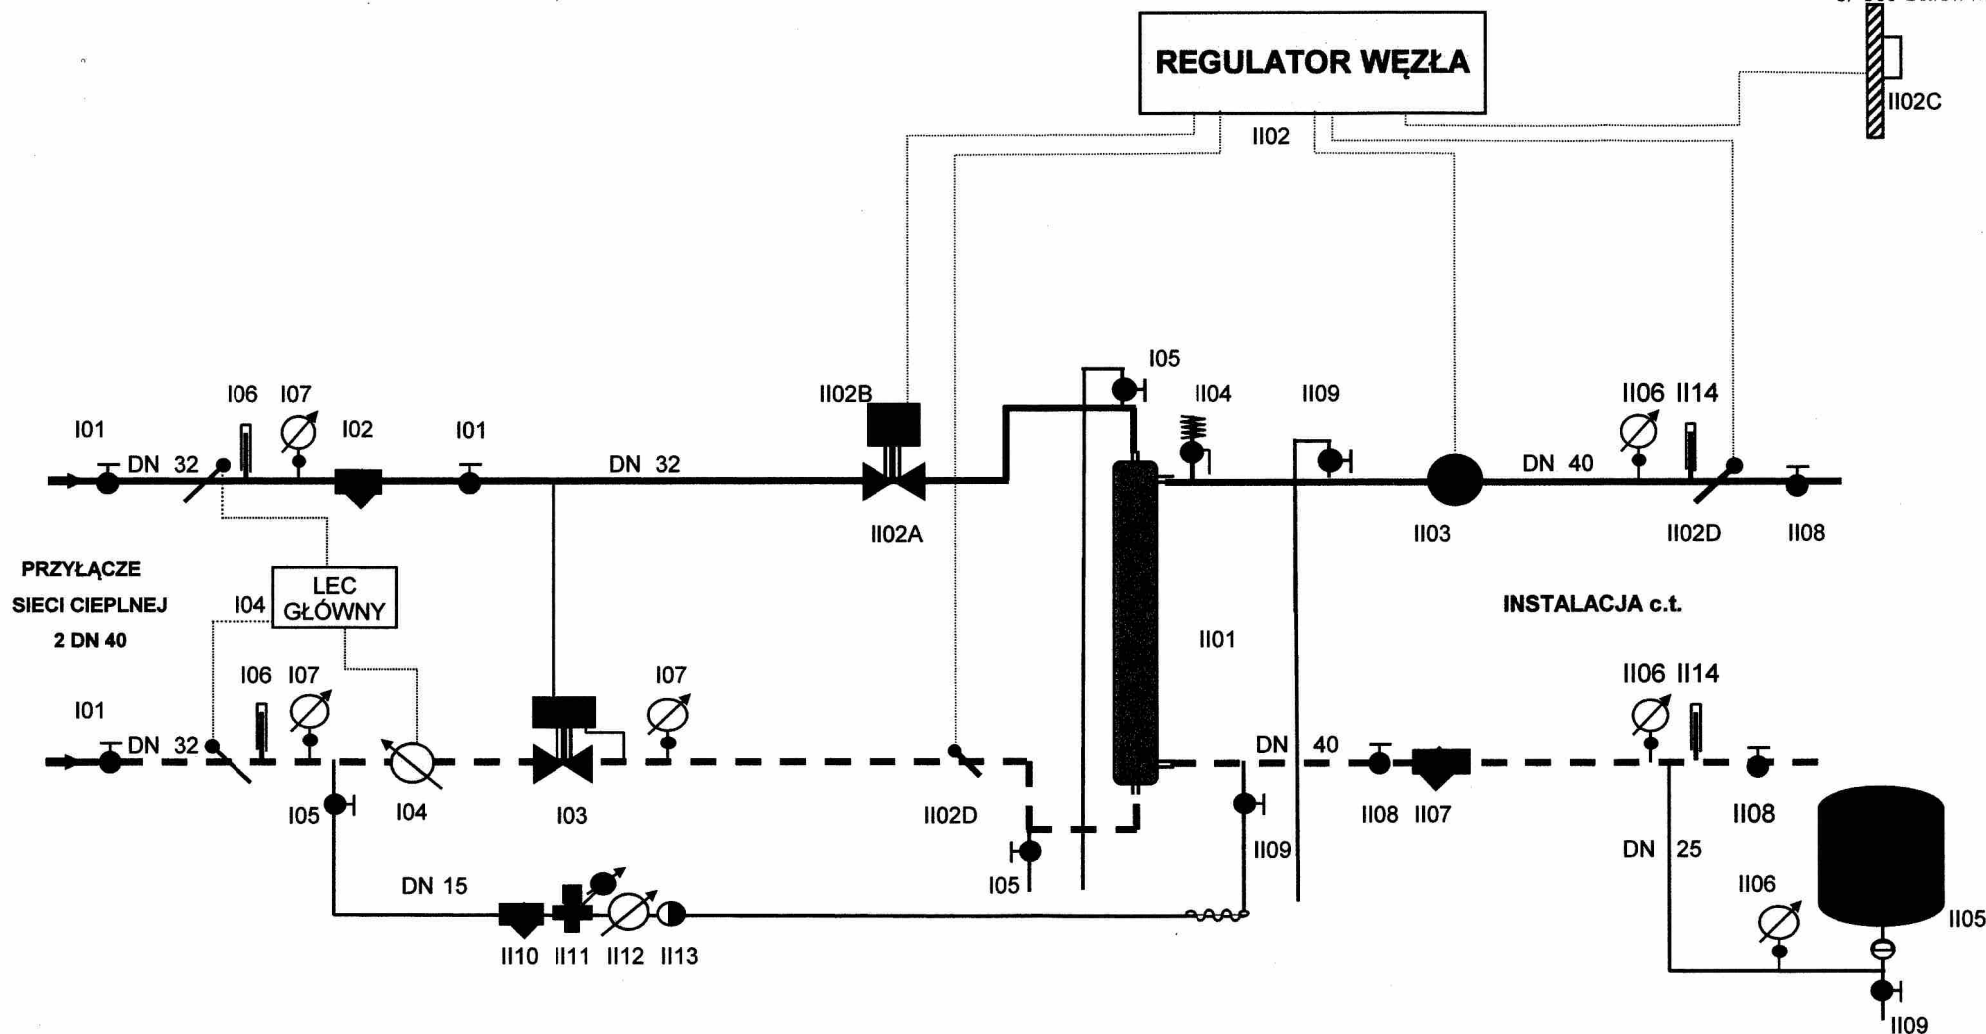 REGULATOR WĘZŁA
II02C
II02
I05
I06
I07
II02B
II04
II09
II06
II14
I01
I02
I01
DN 32
DN 32
DN 40
II02A
II03
II02D
II08
PRZYŁĄCZE
SIECI CIEPLNEJ
2 DN 40
LEC
GŁÓWNY
I04
INSTALACJA c.t.
II01
I06
I07
I07
II06
II14
I01
DN 32
DN 40
I05
I04
I03
II02D
II08
II07
II08
II09
DN 25
DN 15
I05
II06
II05
II10
II11
II12
II13
II09